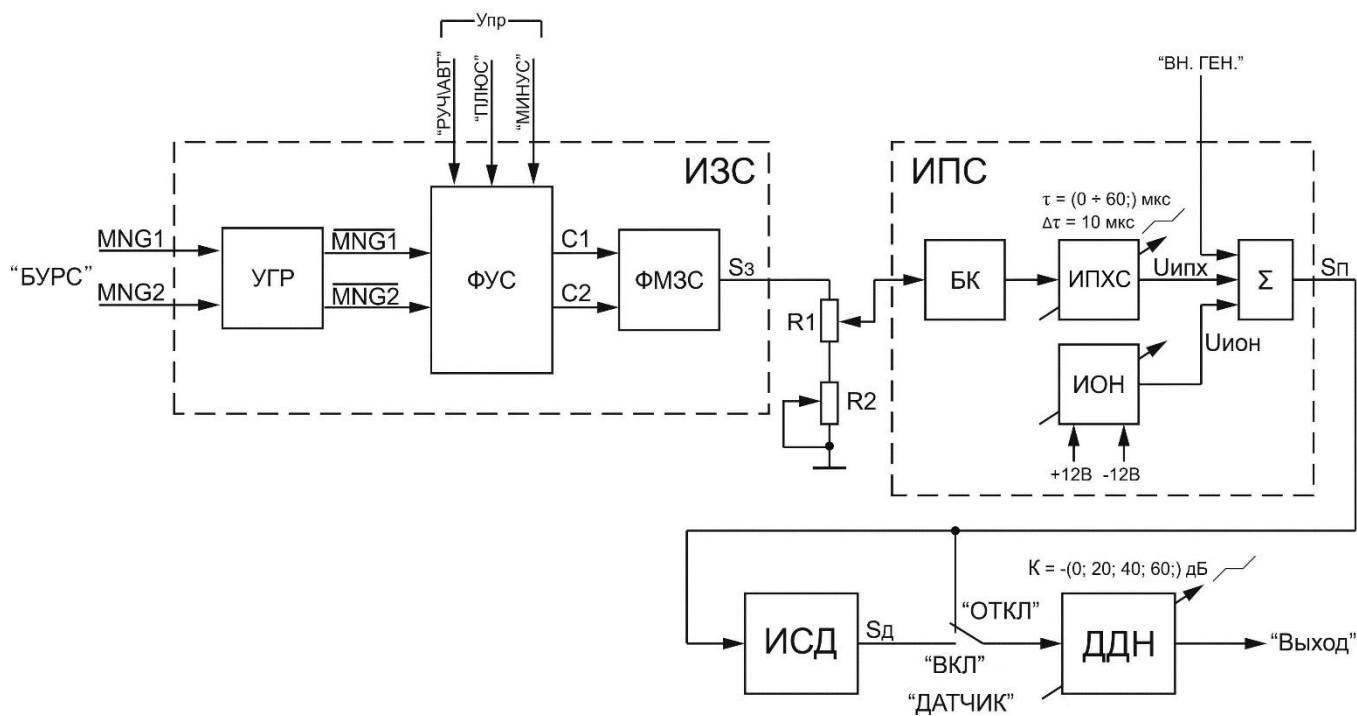 Упр
“РУЧ\АВТ”
“ПЛЮС”
“МИНУС”
“ВН. ГЕН.”
ИЗС
ИПС
τ = (0 ÷ 60;) мкс
Δτ = 10 мкс
“БУРС”
MNG1
MNG2
УГР
MNG1
MNG2
ФУС
C1
C2
ФМЗС
Sз
R1
R2
БК
ИПХС
Uипх
Σ
Sп
ИОН
Uион
+12В
-12В
K = -(0; 20; 40; 60;) дБ
ИСД
Sд
“ОТКЛ”
“ВКЛ”
“ДАТЧИК”
ДДН
“Выход”